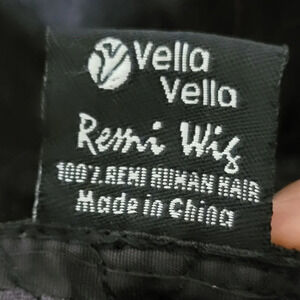 Vella
Vella
Remi Wig
100% REMI HUMAN HAIR
Made in China